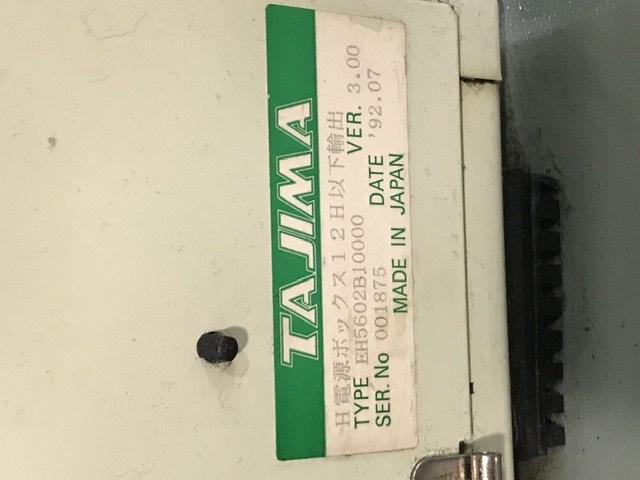 TAJIMA
H電源ボックス12H以下輸出
TYPE EH5602B10000 VER. 3.00
SER.No 001875 DATE '92.07
MADE IN JAPAN